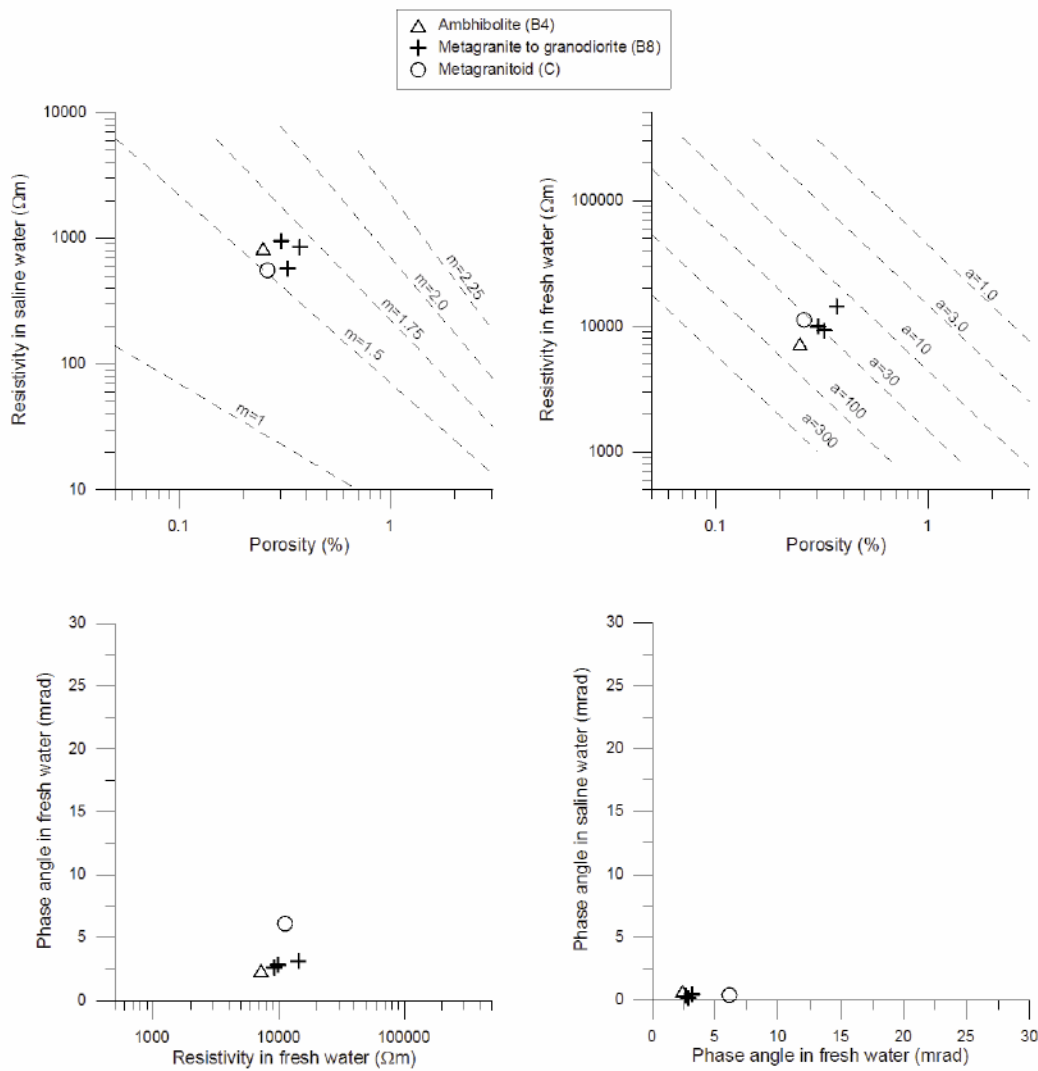 Ambhibolite (B4)
Metagranite to granodiorite (B8)
Metagranitoid (C)
10000
1000
100
10
Resistivity in saline water (Ωm)
m=2.25
m=2.0
m=1.75
m=1.5
m=1
0.1
1
Porosity (%)
100000
10000
1000
Resistivity in fresh water (Ωm)
a=1.0
a=3.0
a=10
a=30
a=100
a=300
0.1
1
Porosity (%)
30
25
20
15
10
5
0
Phase angle in fresh water (mrad)
1000
10000
100000
Resistivity in fresh water (Ωm)
30
25
20
15
10
5
0
Phase angle in saline water (mrad)
0
5
10
15
20
25
30
Phase angle in fresh water (mrad)